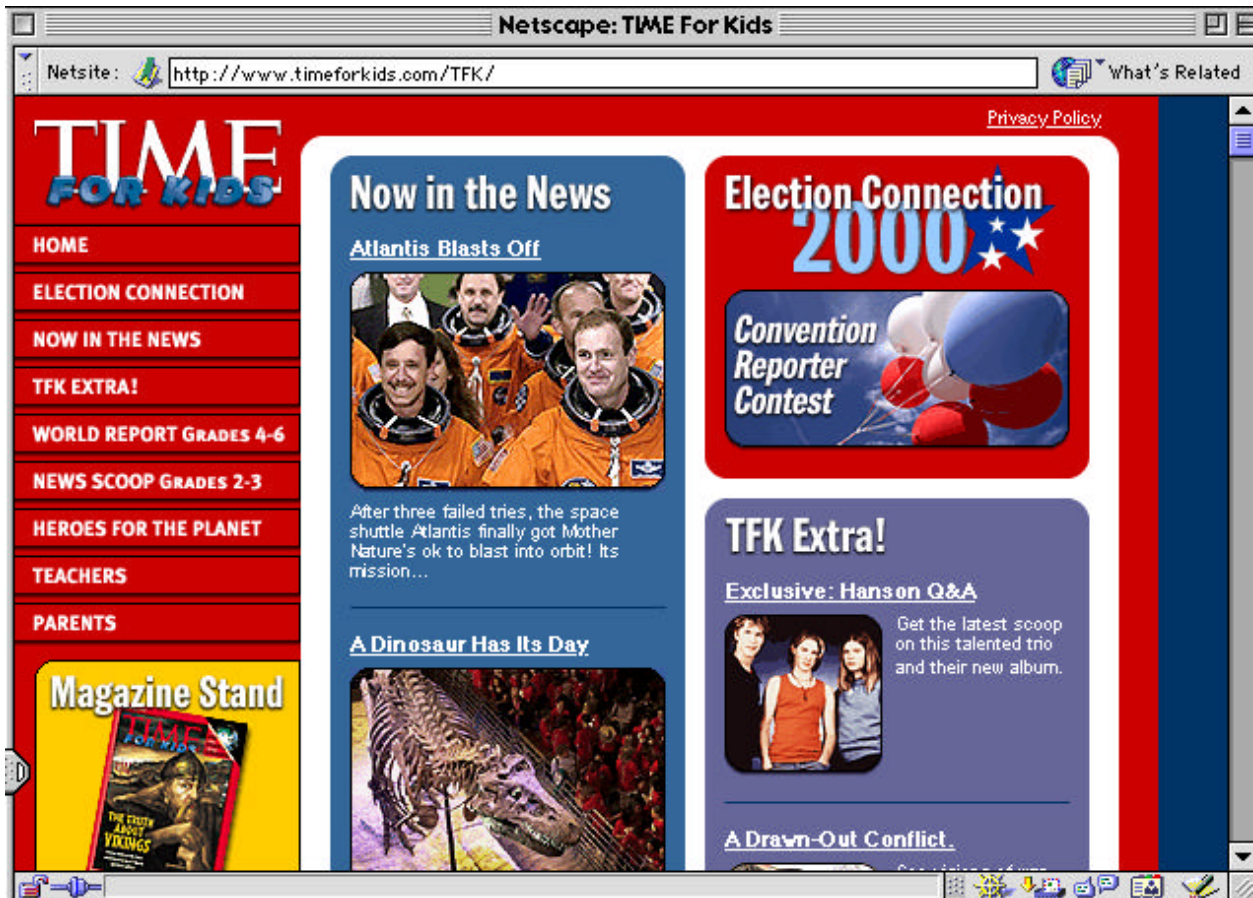 Netscape: TIME For Kids
Netsite: http://www.timeforkids.com/TFK/ What's Related
Privacy Policy
TIME
FOR KIDS
HOME
ELECTION CONNECTION
NOW IN THE NEWS
TFK EXTRA!
WORLD REPORT GRADES 4-6
NEWS SCOOP GRADES 2-3
HEROES FOR THE PLANET
TEACHERS
PARENTS
Magazine Stand
TIME
FOR KIDS
THE TRUTH
ABOUT
VIKINGS
Now in the News
Atlantis Blasts Off
After three failed tries, the space
shuttle Atlantis finally got Mother
Nature's ok to blast into orbit! Its
mission...
A Dinosaur Has Its Day
Election Connection
2000
Convention
Reporter
Contest
TFK Extra!
Exclusive: Hanson Q&A
Get the latest scoop
on this talented trio
and their new album.
A Drawn-Out Conflict.